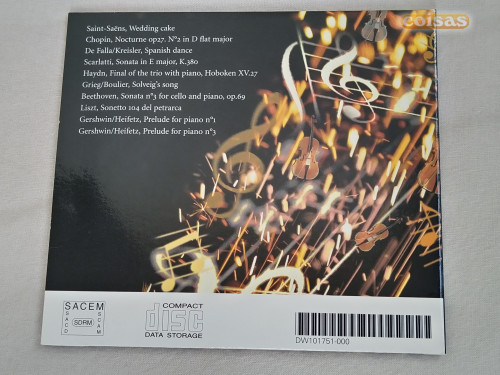 coisas
Saint-Saëns, Wedding cake
Chopin, Nocturne op27. N°2 in D flat major
De Falla/Kreisler, Spanish dance
Scarlatti, Sonata in E major, K.380
Haydn, Final of the trio with piano, Hoboken XV.27
Grieg/Boulier, Solveig's song
Beethoven, Sonata n°3 for cello and piano, op.69
Liszt, Sonetto 104 del petrarca
Gershwin/Heifetz, Prelude for piano n°1
Gershwin/Heifetz, Prelude for piano n°3
SACEM
SACD
SDRM
SCAM
COMPACT
disc
DATA STORAGE
DW101751-000